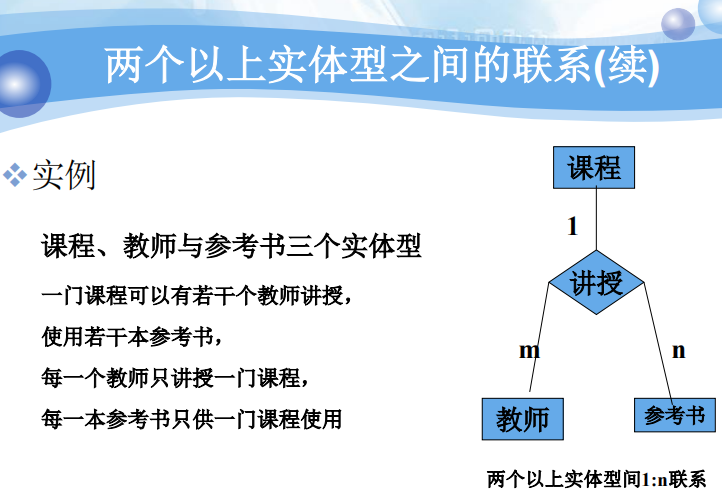 两个以上实体型之间的联系(续)
实例
课程、教师与参考书三个实体型
一门课程可以有若干个教师讲授，
使用若干本参考书，
每一个教师只讲授一门课程，
每一本参考书只供一门课程使用
课程
1
讲授
m
n
教师
参考书
两个以上实体型间1:n联系